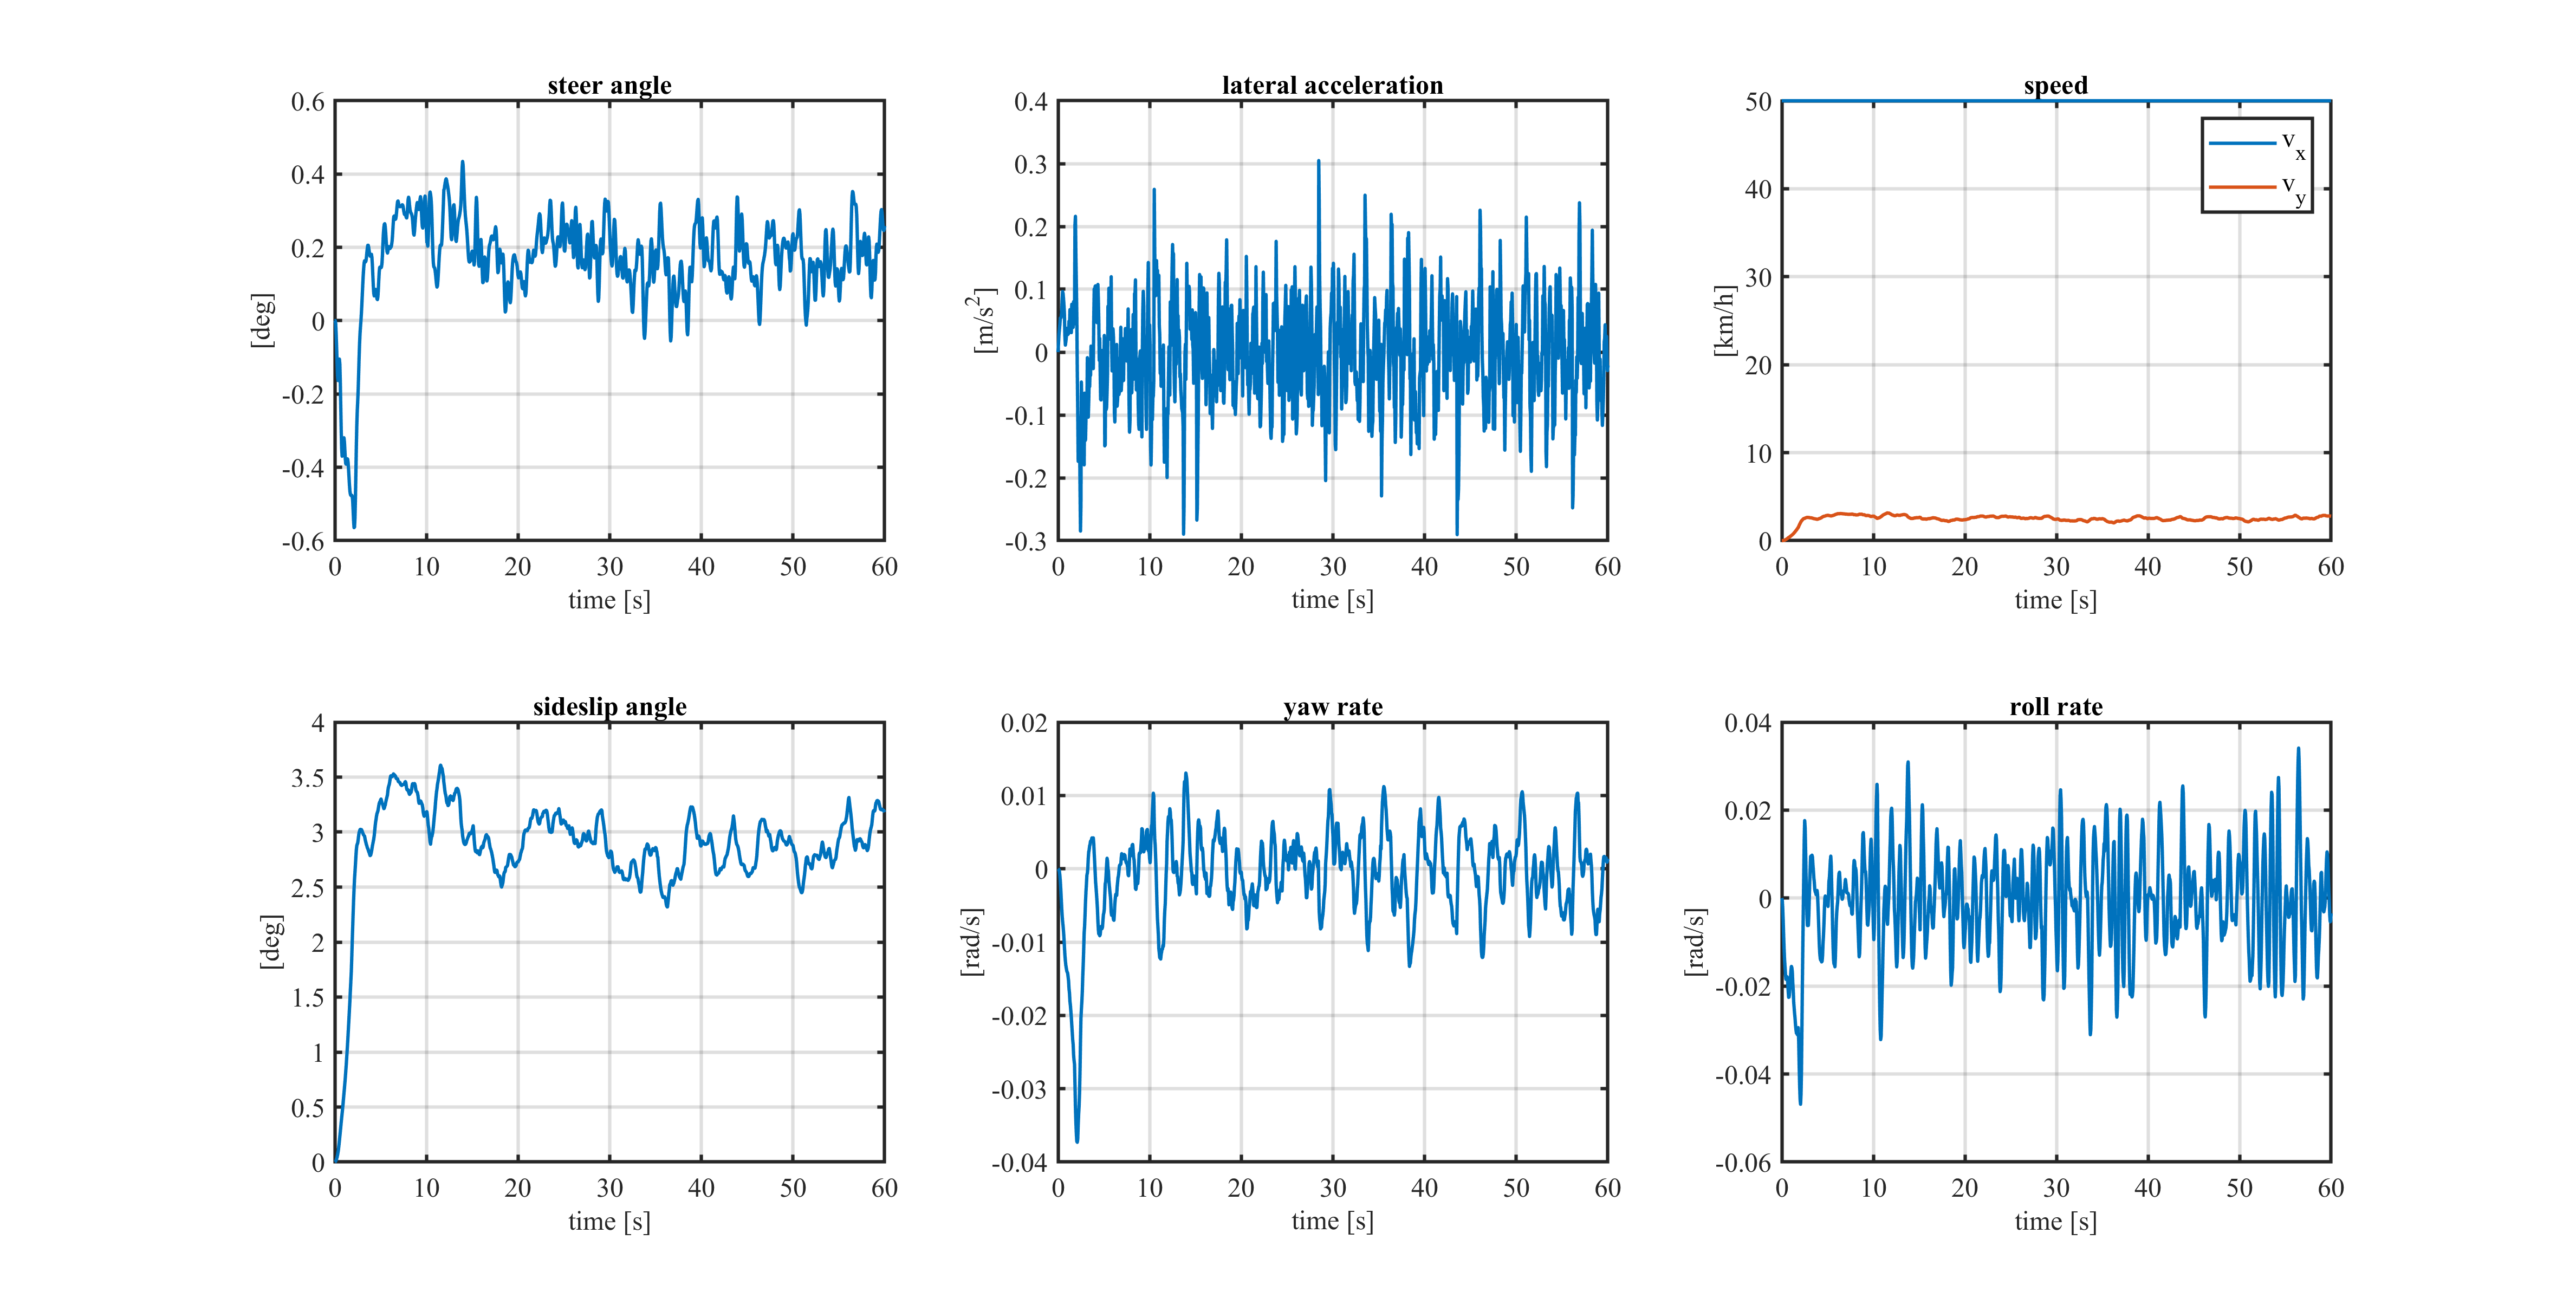 steer angle
0.6
0.4
0.2
0
-0.2
-0.4
-0.6
[deg]
0 10 20 30 40 50 60
time [s]
lateral acceleration
0.4
0.3
0.2
0.1
0
-0.1
-0.2
-0.3
[m/s²]
0 10 20 30 40 50 60
time [s]
speed
50
40
30
20
10
0
[km/h]
v_x
v_y
0 10 20 30 40 50 60
time [s]
sideslip angle
4
3.5
3
2.5
2
1.5
1
0.5
0
[deg]
0 10 20 30 40 50 60
time [s]
yaw rate
0.02
0.01
0
-0.01
-0.02
-0.03
-0.04
[rad/s]
0 10 20 30 40 50 60
time [s]
roll rate
0.04
0.02
0
-0.02
-0.04
-0.06
[rad/s]
0 10 20 30 40 50 60
time [s]